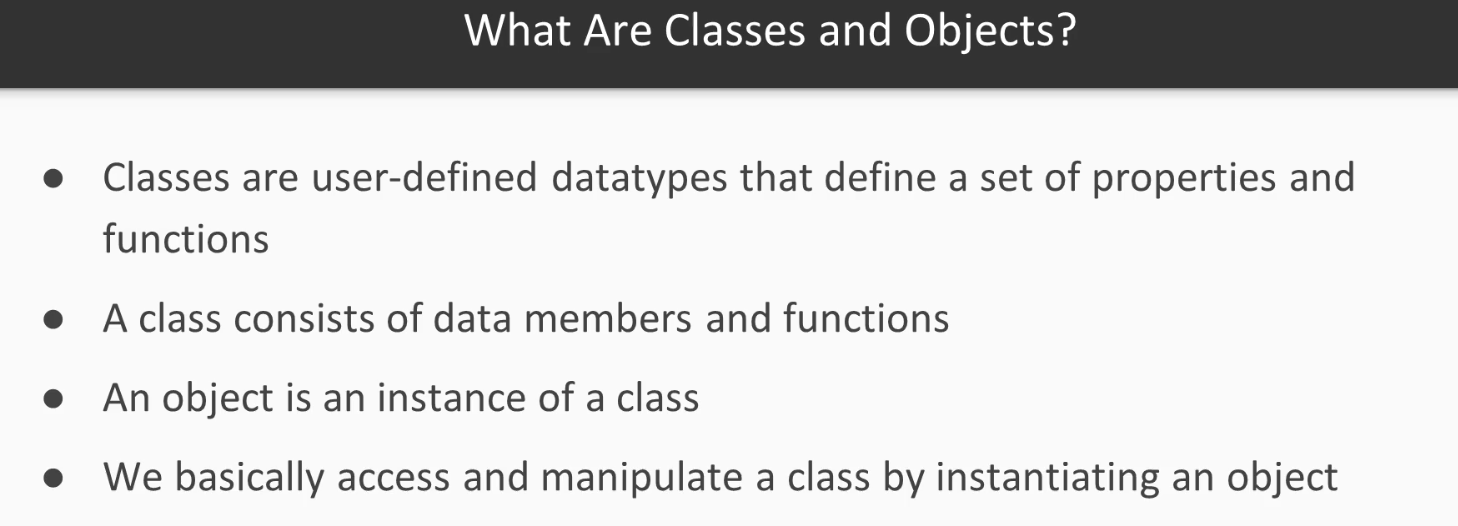 What Are Classes and Objects?
● Classes are user-defined datatypes that define a set of properties and
functions
● A class consists of data members and functions
● An object is an instance of a class
● We basically access and manipulate a class by instantiating an object